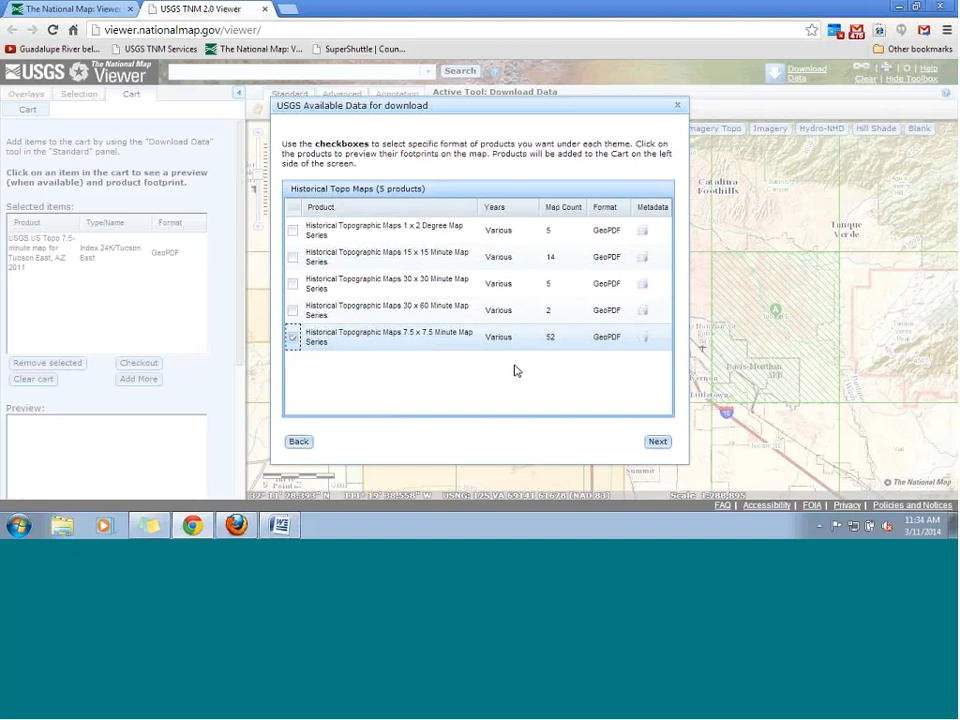 The National Map: Viewer
USGS TNM 2.0 Viewer
viewer.nationalmap.gov/viewer/
Guadalupe River bel...
USGS TNM Services
The National Map: V...
SuperShuttle | Coun...
Other bookmarks
USGS
The National Map
Viewer
Search
Download
Data
Help
Clear
Hide Toolbox
Overlays
Selection
Cart
Standard
Advanced
Annotation
Active Tool: Download Data
Cart
Add items to the cart by using the "Download Data"
tool in the "Standard" panel.
Click on an item in the cart to see a preview
(when available) and product footprint.
Selected items:
Product
Type/Name
Format
USGS US Topo 7.5-
minute map for
Tucson East, AZ
2011
Index 24K/Tucson
East
GeoPDF
Remove selected
Checkout
Clear cart
Add More
Preview:
USGS Available Data for download
Use the checkboxes to select specific format of products you want under each theme. Click on
the products to preview their footprints on the map. Products will be added to the Cart on the left
side of the screen.
Historical Topo Maps (5 products)
Product
Years
Map Count
Format
Metadata
Historical Topographic Maps 1 x 2 Degree Map
Series
Various
5
GeoPDF
Historical Topographic Maps 15 x 15 Minute Map
Series
Various
14
GeoPDF
Historical Topographic Maps 30 x 30 Minute Map
Series
Various
5
GeoPDF
Historical Topographic Maps 30 x 60 Minute Map
Series
Various
2
GeoPDF
Historical Topographic Maps 7.5 x 7.5 Minute Map
Series
Various
52
GeoPDF
Back
Next
Imagery
Hydro-NHD
Hill Shade
Blank
Catalina
Foothills
Tanque
Verde
Davis-Monthan
AFB
Littletown
Summit
The National Map
FAQ
Accessibility
FOIA
Privacy
Policies and Notices
11:34 AM
3/11/2014